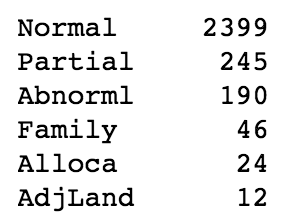 Normal 2399
Partial 245
Abnorml 190
Family 46
Alloca 24
AdjLand 12